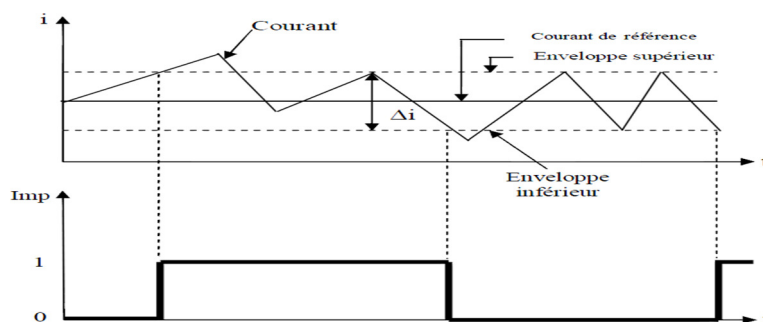 i
Courant
Courant de référence
Enveloppe supérieur
Δi
t
Enveloppe
inférieur
Imp
1
0
t